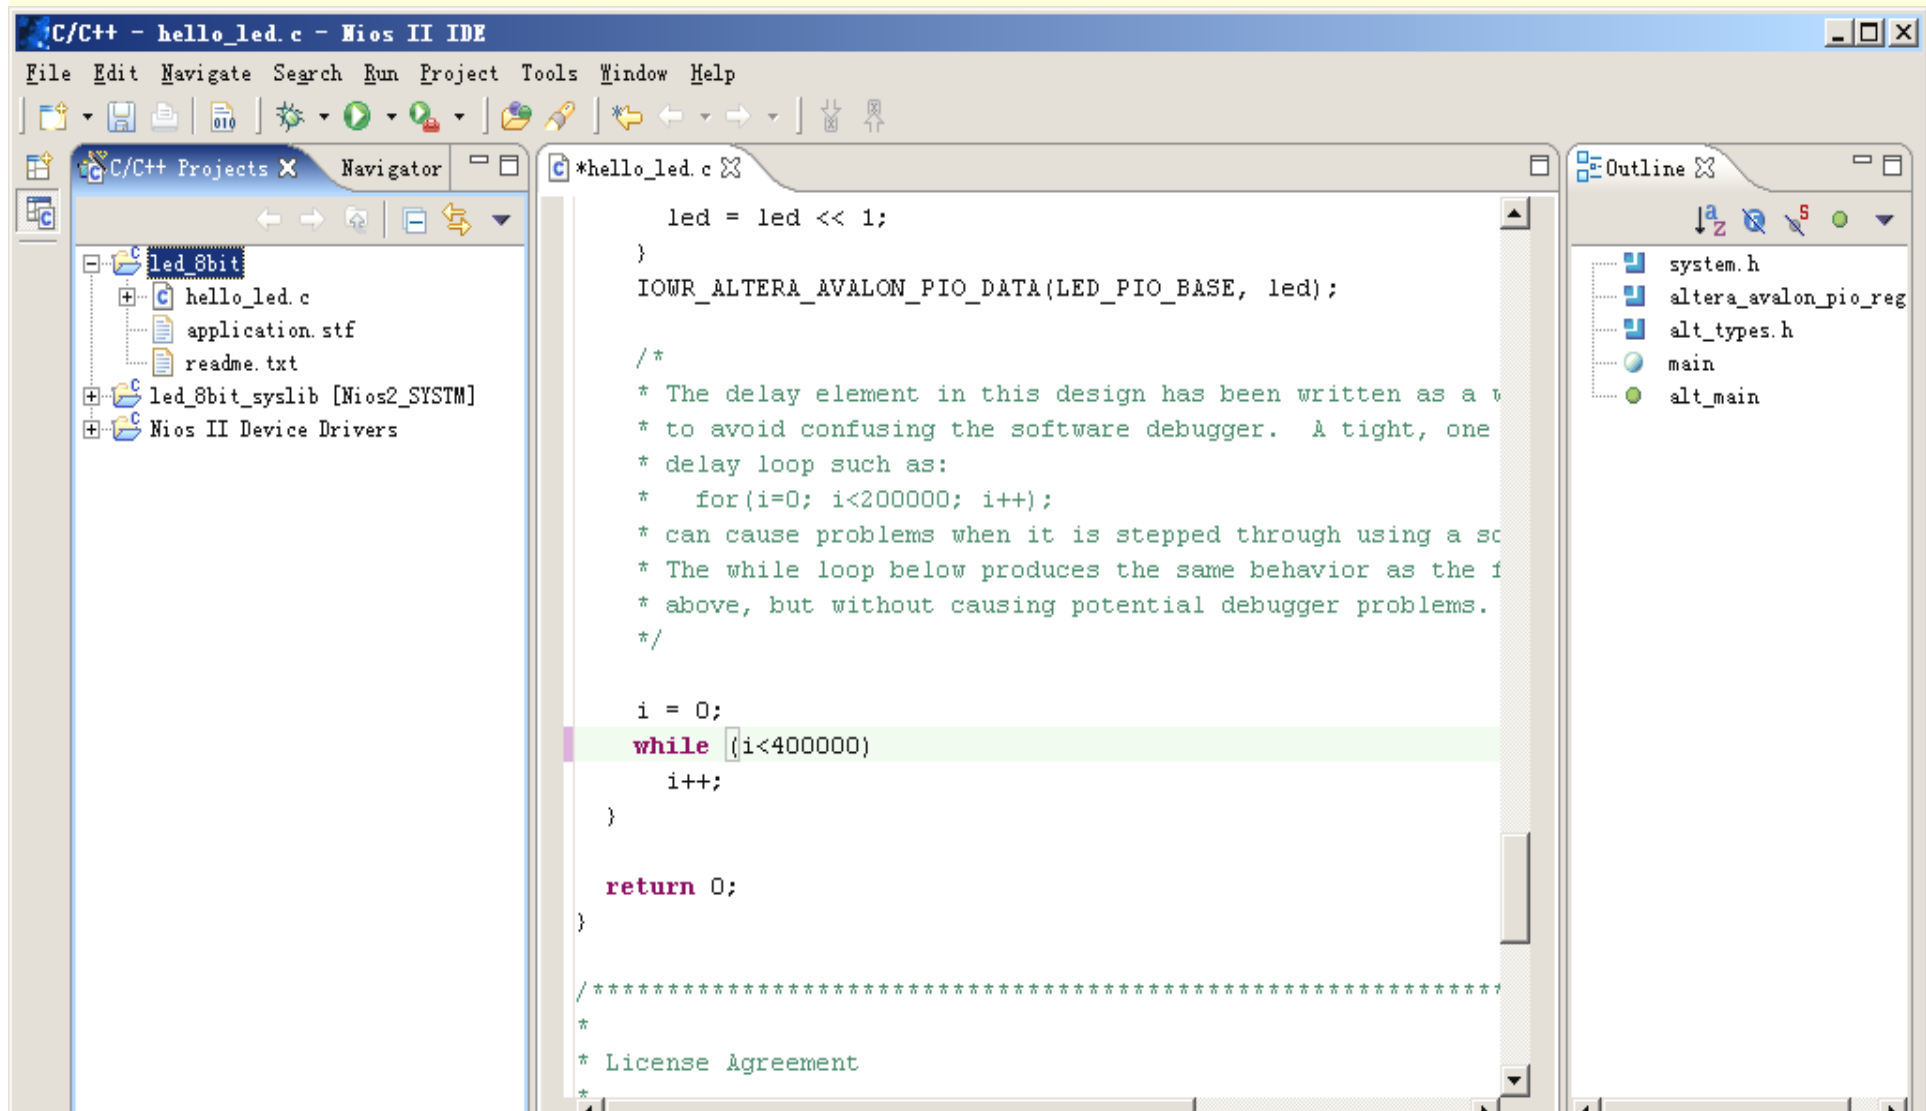 C/C++ - hello_led.c - Nios II IDE
File Edit Navigate Search Run Project Tools Window Help
010
C/C++ Projects
Navigator
led_8bit
hello_led.c
application.stf
readme.txt
led_8bit_syslib [Nios2_SYSTM]
Nios II Device Drivers
*hello_led.c
led = led << 1;
}
IOWR_ALTERA_AVALON_PIO_DATA(LED_PIO_BASE, led);
/*
* The delay element in this design has been written as a w
* to avoid confusing the software debugger.  A tight, one
* delay loop such as:
*   for(i=0; i<200000; i++);
* can cause problems when it is stepped through using a so
* The while loop below produces the same behavior as the f
* above, but without causing potential debugger problems.
*/
i = 0;
while (i<400000)
i++;
}
return 0;
}
/*************************************************************
*
* License Agreement
*
Outline
system.h
altera_avalon_pio_reg
alt_types.h
main
alt_main